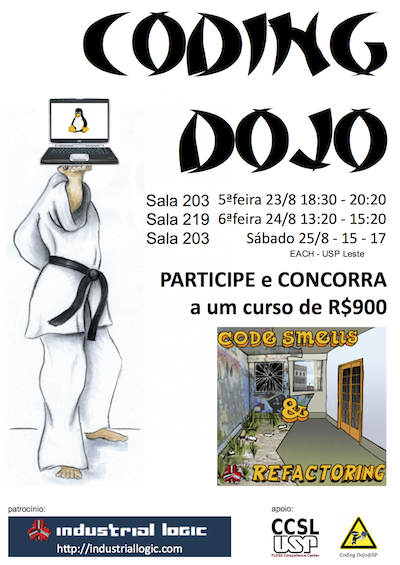 CODING
DOJO
Sala 203 5ªfeira 23/8 18:30 - 20:20
Sala 219 6ªfeira 24/8 13:20 - 15:20
Sala 203 Sábado 25/8 - 15 - 17
EACH - USP Leste
PARTICIPE e CONCORRA
a um curso de R$900
CODE SMELLS
&
REFACTORING
patrocínio:
industrial logic
http://industriallogic.com
apoio:
CCSL
USP
FLOSS Competence Center
Coding Dojo@SP